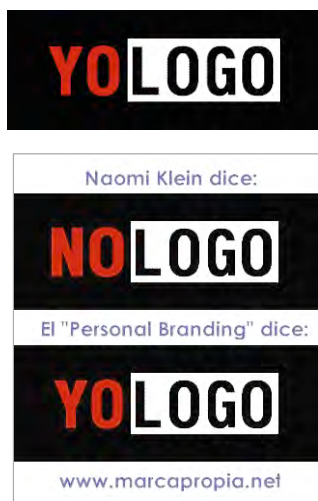 YOLOGO
Naomi Klein dice:
NOLOGO
El "Personal Branding" dice:
YOLOGO
www.marcapropia.net